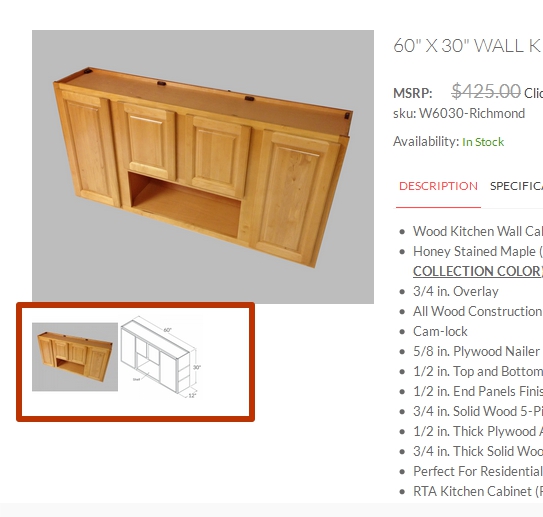 60" X 30" WALL K
MSRP: $425.00 Clic
sku: W6030-Richmond
Availability: In Stock
DESCRIPTION SPECIFICA
Wood Kitchen Wall Cal
Honey Stained Maple (
COLLECTION COLOR)
3/4 in. Overlay
All Wood Construction
Cam-lock
5/8 in. Plywood Nailer
1/2 in. Top and Bottom
1/2 in. End Panels Finis
3/4 in. Solid Wood 5-Pi
1/2 in. Thick Plywood A
3/4 in. Thick Solid Woo
Perfect For Residential
RTA Kitchen Cabinet (F
60"
30"
12"